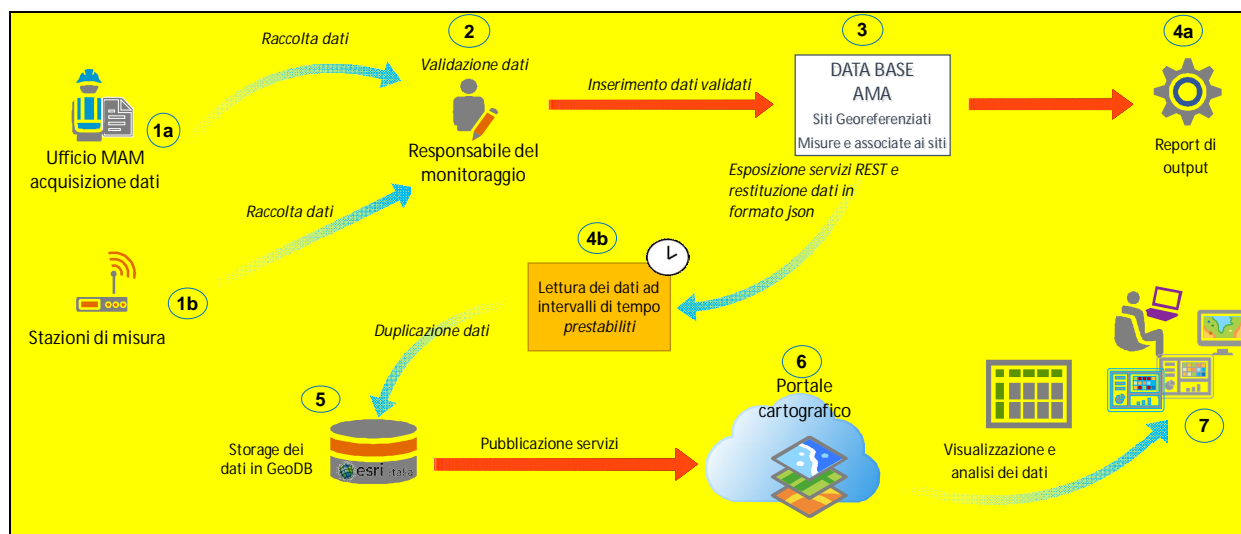 Raccolta dati
2
Validazione dati
3
4a
1a
Ufficio MAM
acquisizione dati
Responsabile del
monitoraggio
Inserimento dati validati
DATA BASE
AMA
Siti Georeferenziati
Misure e associate ai siti
Report di
output
Raccolta dati
Esposizione servizi REST e
restituzione dati in
formato json
1b
Stazioni di misura
4b
Lettura dei dati ad
intervalli di tempo
prestabiliti
Duplicazione dati
5
Storage dei
dati in GeoDB
esri italia
Pubblicazione servizi
6
Portale
cartografico
Visualizzazione e
analisi dei dati
7